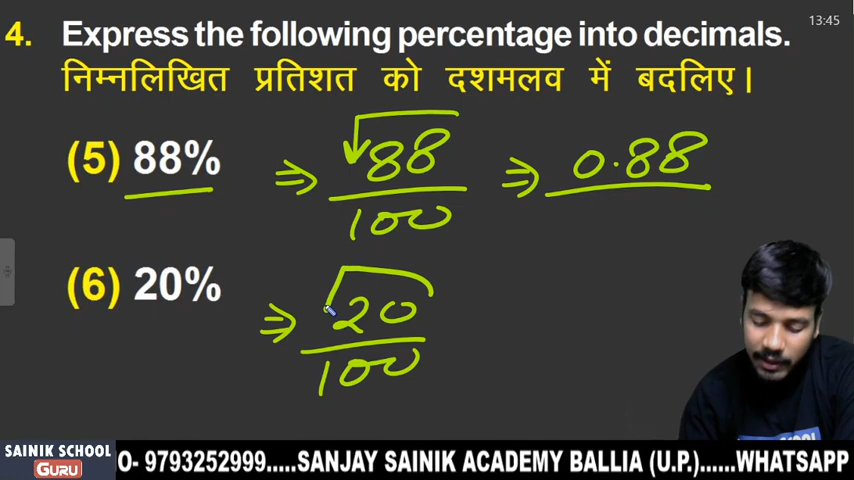 13:45
4. Express the following percentage into decimals.
निम्नलिखित प्रतिशत को दशमलव में बदलिए।
(5) 88% ⇒ 88/100 ⇒ 0.88
(6) 20% ⇒ 20/100
SAINIK SCHOOL
Guru
O- 9793252999.....SANJAY SAINIK ACADEMY BALLIA (U.P.)......WHATSAPP